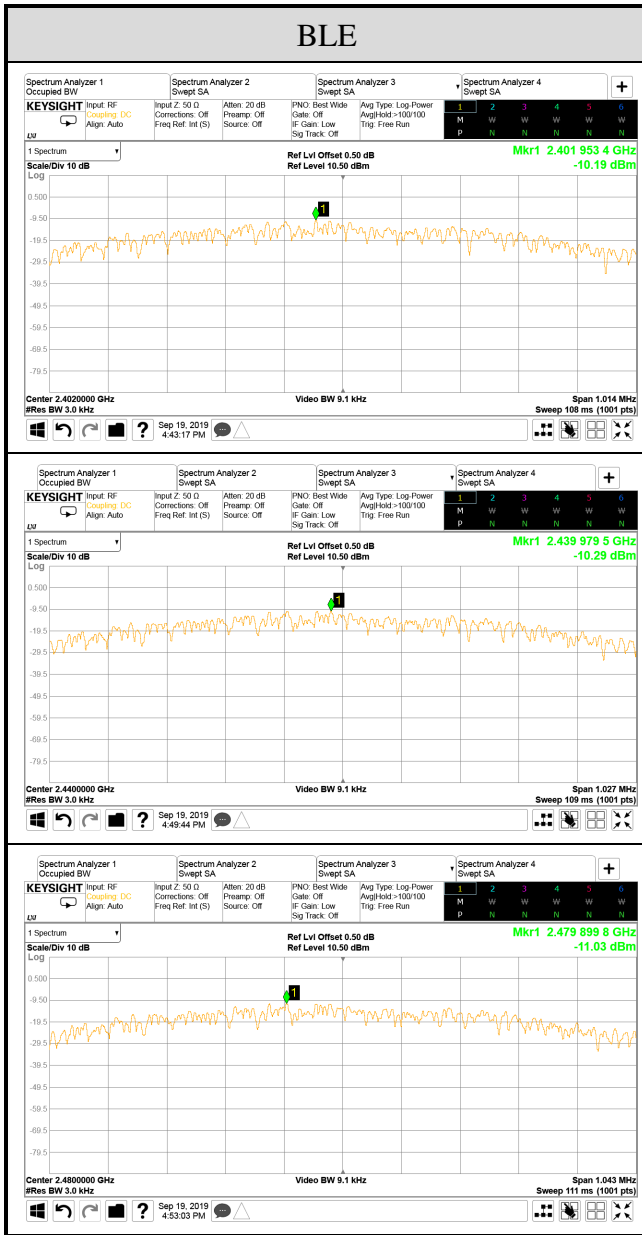 BLE
Spectrum Analyzer 1
Occupied BW
Spectrum Analyzer 2
Swept SA
Spectrum Analyzer 3
Swept SA
Spectrum Analyzer 4
Swept SA
+
KEYSIGHT
LXI
Input: RF
Coupling: DC
Align: Auto
Input Z: 50 Ω
Corrections: Off
Freq Ref: Int (S)
Atten: 20 dB
Preamp: Off
Source: Off
PNO: Best Wide
Gate: Off
IF Gain: Low
Sig Track: Off
Avg Type: Log-Power
Avg|Hold:>100/100
Trig: Free Run
1 2 3 4 5 6
M W W W W W
P N N N N N
1 Spectrum
Scale/Div 10 dB
Log
Ref Lvl Offset 0.50 dB
Ref Level 10.50 dBm
Mkr1 2.401 953 4 GHz
-10.19 dBm
1
0.500
-9.50
-19.5
-29.5
-39.5
-49.5
-59.5
-69.5
-79.5
Center 2.4020000 GHz
#Res BW 3.0 kHz
Video BW 9.1 kHz
Span 1.014 MHz
Sweep 108 ms (1001 pts)
?
Sep 19, 2019
4:43:17 PM
Spectrum Analyzer 1
Occupied BW
Spectrum Analyzer 2
Swept SA
Spectrum Analyzer 3
Swept SA
Spectrum Analyzer 4
Swept SA
+
KEYSIGHT
LXI
Input: RF
Coupling: DC
Align: Auto
Input Z: 50 Ω
Corrections: Off
Freq Ref: Int (S)
Atten: 20 dB
Preamp: Off
Source: Off
PNO: Best Wide
Gate: Off
IF Gain: Low
Sig Track: Off
Avg Type: Log-Power
Avg|Hold:>100/100
Trig: Free Run
1 2 3 4 5 6
M W W W W W
P N N N N N
1 Spectrum
Scale/Div 10 dB
Log
Ref Lvl Offset 0.50 dB
Ref Level 10.50 dBm
Mkr1 2.439 979 5 GHz
-10.29 dBm
1
0.500
-9.50
-19.5
-29.5
-39.5
-49.5
-59.5
-69.5
-79.5
Center 2.4400000 GHz
#Res BW 3.0 kHz
Video BW 9.1 kHz
Span 1.027 MHz
Sweep 109 ms (1001 pts)
?
Sep 19, 2019
4:49:44 PM
Spectrum Analyzer 1
Occupied BW
Spectrum Analyzer 2
Swept SA
Spectrum Analyzer 3
Swept SA
Spectrum Analyzer 4
Swept SA
+
KEYSIGHT
LXI
Input: RF
Coupling: DC
Align: Auto
Input Z: 50 Ω
Corrections: Off
Freq Ref: Int (S)
Atten: 20 dB
Preamp: Off
Source: Off
PNO: Best Wide
Gate: Off
IF Gain: Low
Sig Track: Off
Avg Type: Log-Power
Avg|Hold:>100/100
Trig: Free Run
1 2 3 4 5 6
M W W W W W
P N N N N N
1 Spectrum
Scale/Div 10 dB
Log
Ref Lvl Offset 0.50 dB
Ref Level 10.50 dBm
Mkr1 2.479 899 8 GHz
-11.03 dBm
1
0.500
-9.50
-19.5
-29.5
-39.5
-49.5
-59.5
-69.5
-79.5
Center 2.4800000 GHz
#Res BW 3.0 kHz
Video BW 9.1 kHz
Span 1.043 MHz
Sweep 111 ms (1001 pts)
?
Sep 19, 2019
4:53:03 PM